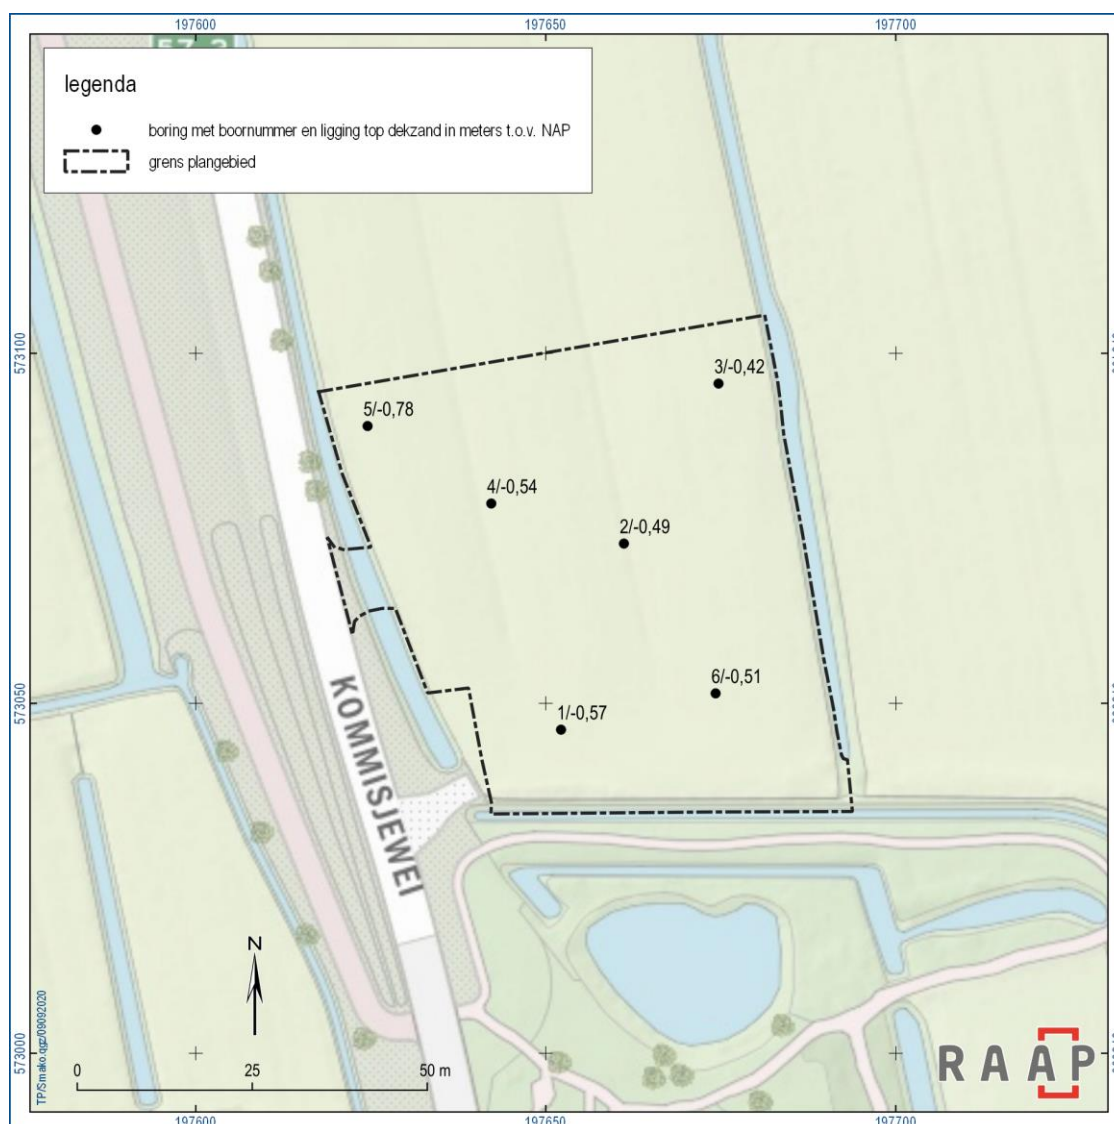 197600
197650
197700
57.2
legenda
boring met boornummer en ligging top dekzand in meters t.o.v. NAP
grens plangebied
573100
3/-0,42
5/-0,78
4/-0,54
2/-0,49
6/-0,51
573050
1/-0,57
KOMMISJEWEI
N
573000
0
25
50 m
RAAP
197600
197650
197700